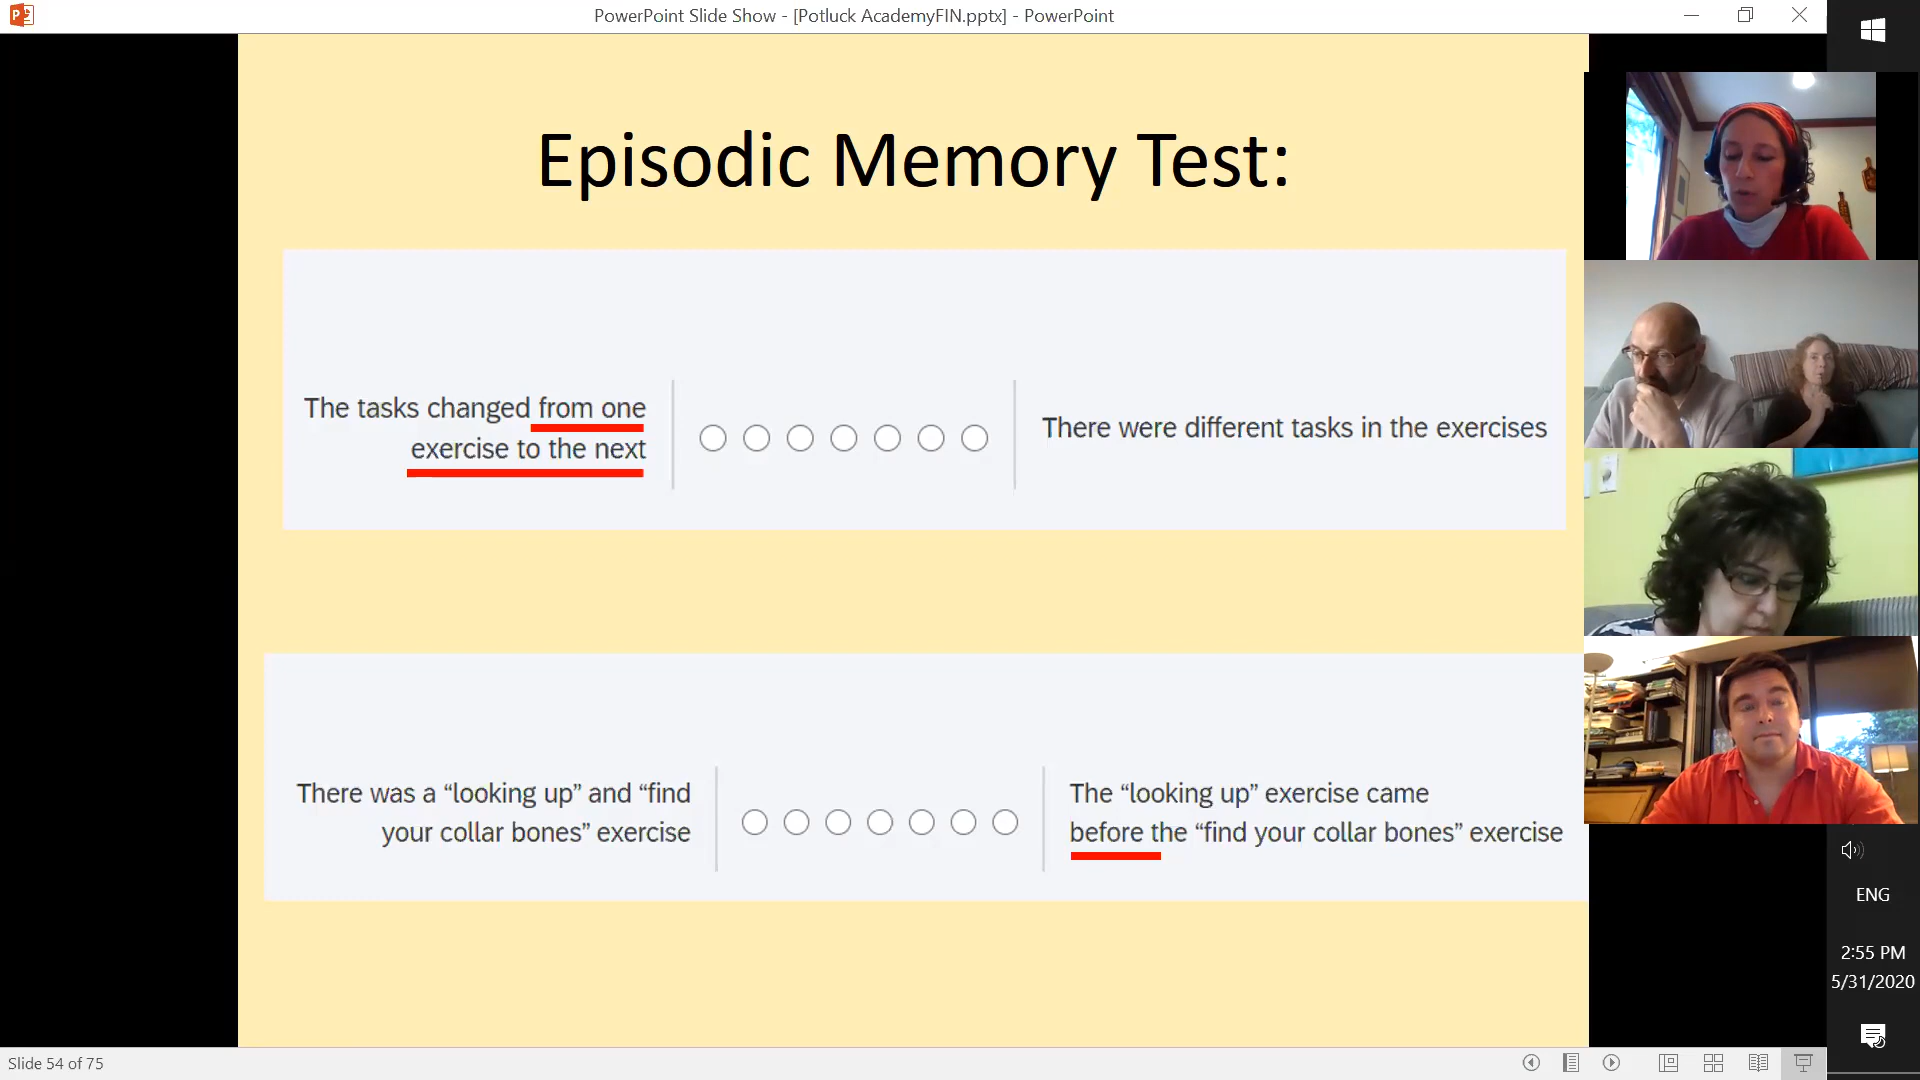 PowerPoint Slide Show - [Potluck AcademyFIN.pptx] - PowerPoint
Episodic Memory Test:
The tasks changed from one
exercise to the next
There were different tasks in the exercises
There was a “looking up” and “find
your collar bones” exercise
The “looking up” exercise came
before the “find your collar bones” exercise
ENG
2:55 PM
5/31/2020
Slide 54 of 75